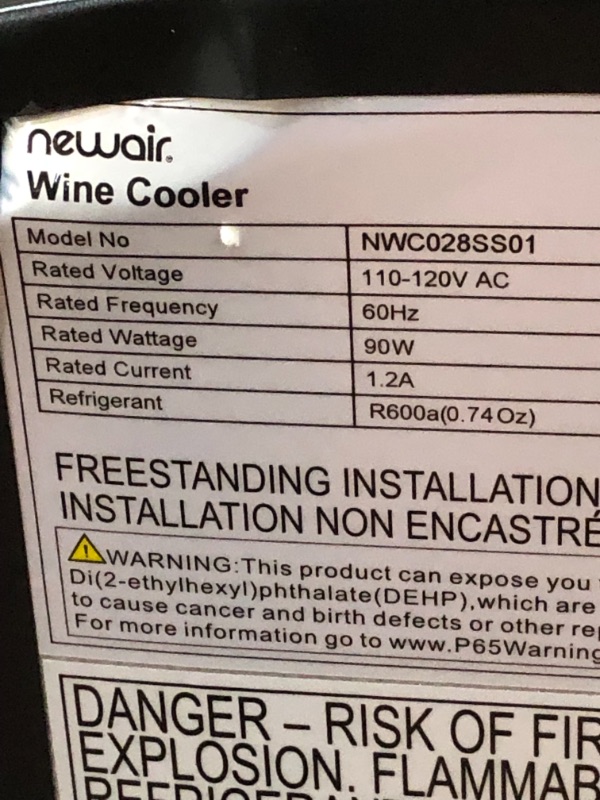 newair.
Wine Cooler
Model No NWC028SS01
Rated Voltage 110-120V AC
Rated Frequency 60Hz
Rated Wattage 90W
Rated Current 1.2A
Refrigerant R600a(0.74Oz)
FREESTANDING INSTALLATION
INSTALLATION NON ENCASTRÉ
WARNING:This product can expose you
Di(2-ethylhexyl)phthalate(DEHP),which are
to cause cancer and birth defects or other
For more information go to www.P65Warning
DANGER – RISK OF
EXPLOSION.